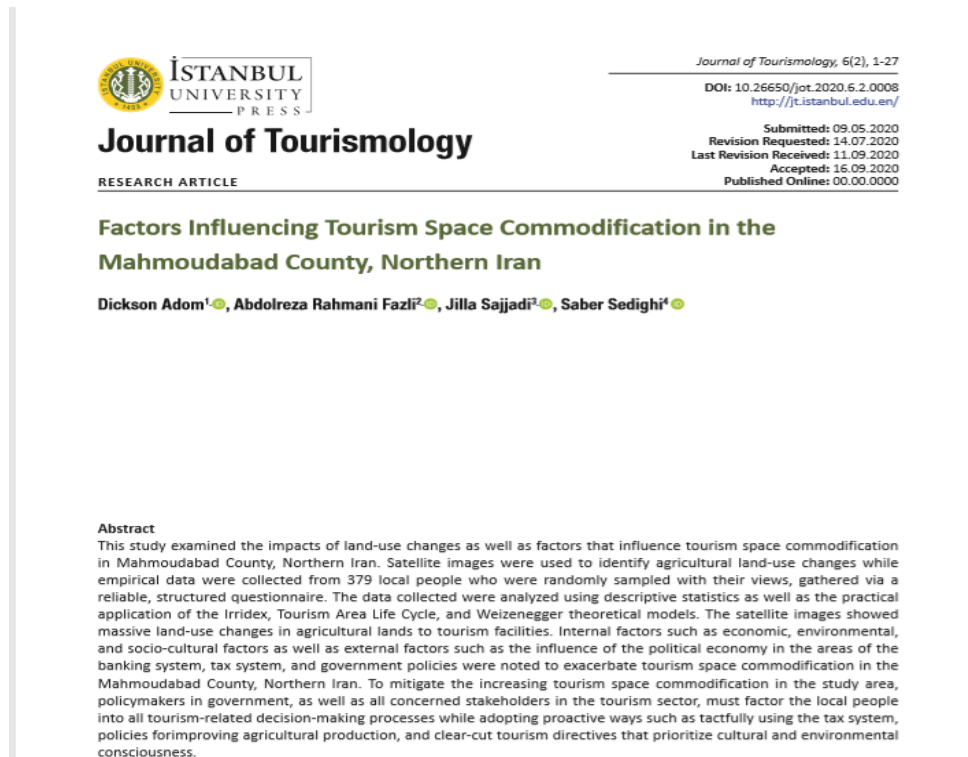 İSTANBUL
UNIVERSITY
PRESS
Journal of Tourismology
RESEARCH ARTICLE
Journal of Tourismology, 6(2), 1-27
DOI: 10.26650/jot.2020.6.2.0008
http://jt.istanbul.edu.en/
Submitted: 09.05.2020
Revision Requested: 14.07.2020
Last Revision Received: 11.09.2020
Accepted: 16.09.2020
Published Online: 00.00.0000
Factors Influencing Tourism Space Commodification in the
Mahmoudabad County, Northern Iran
Dickson Adom¹, Abdolreza Rahmani Fazli², Jilla Sajjadi³, Saber Sedighi⁴
Abstract
This study examined the impacts of land-use changes as well as factors that influence tourism space commodification
in Mahmudabad County, Northern Iran. Satellite images were used to identify agricultural land-use changes while
empirical data were collected from 379 local people who were randomly sampled with their views, gathered via a
reliable, structured questionnaire. The data collected were analyzed using descriptive statistics as well as the practical
application of the Irridex, Tourism Area Life Cycle, and Weizenegger theoretical models. The satellite images showed
massive land-use changes in agricultural lands to tourism facilities. Internal factors such as economic, environmental,
and socio-cultural factors as well as external factors such as the influence of the political economy in the areas of the
banking system, tax system, and government policies were noted to exacerbate tourism space commodification in the
Mahmoudabad County, Northern Iran. To mitigate the increasing tourism space commodification in the study area,
policymakers in government, as well as all concerned stakeholders in the tourism sector, must factor the local people
into all tourism-related decision-making processes while adopting proactive ways such as tactfully using the tax system,
policies forimproving agricultural production, and clear-cut tourism directives that prioritize cultural and environmental
consciousness.